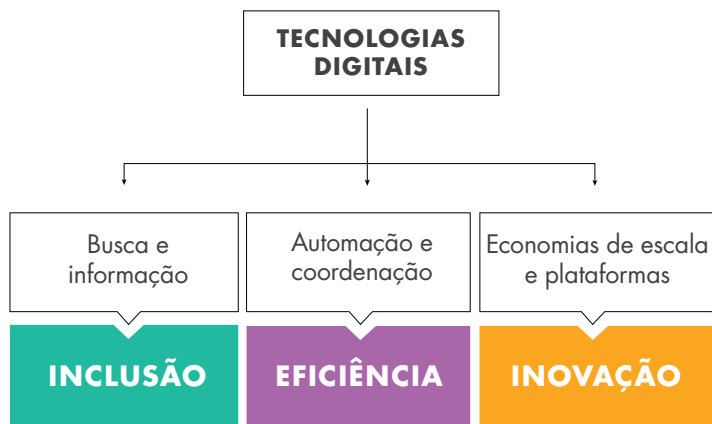 TECNOLOGIAS
DIGITAIS
Busca e
informação
Automação e
coordenação
Economias de escala
e plataformas
INCLUSÃO
EFICIÊNCIA
INOVAÇÃO